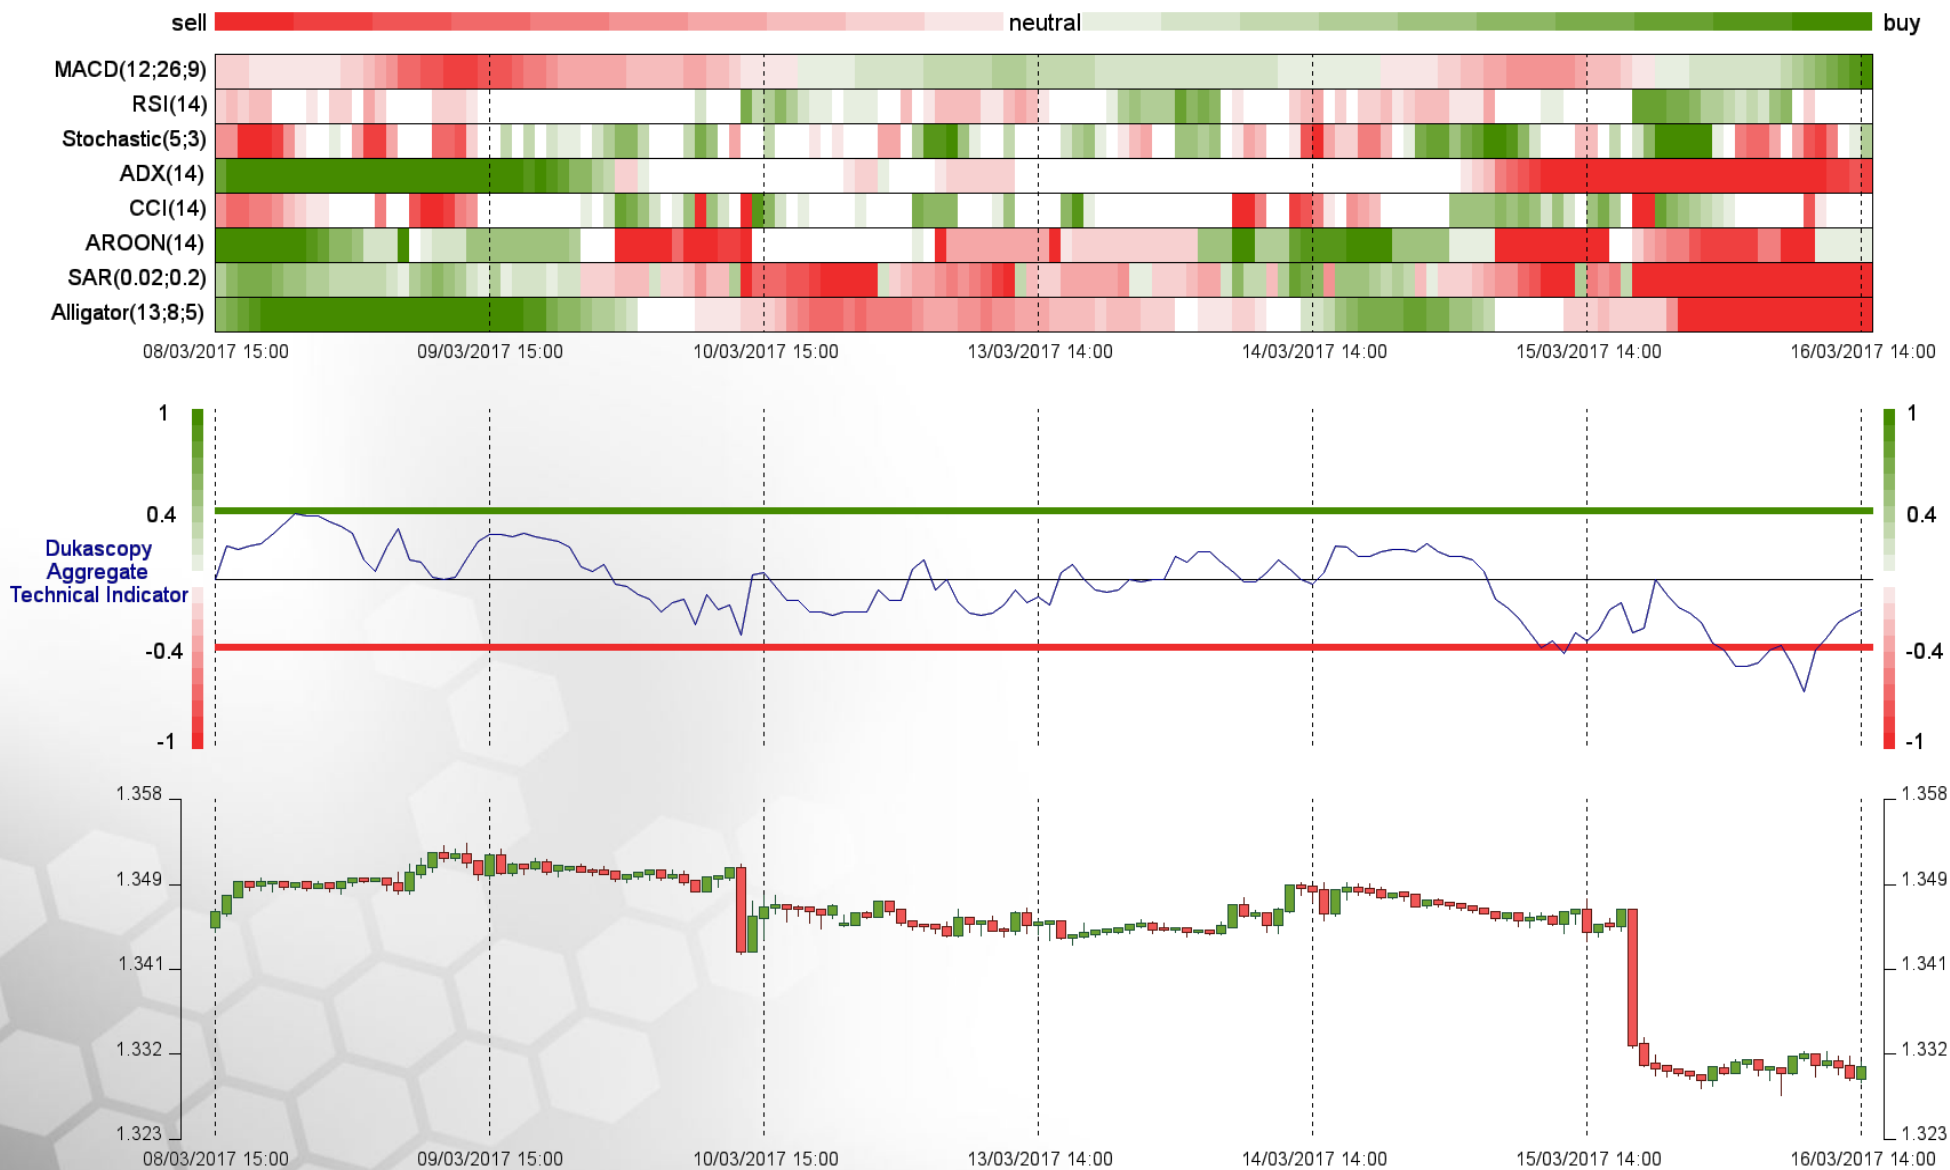 sell neutral buy
MACD(12;26;9)
RSI(14)
Stochastic(5;3)
ADX(14)
CCI(14)
AROON(14)
SAR(0.02;0.2)
Alligator(13;8;5)
08/03/2017 15:00 09/03/2017 15:00 10/03/2017 15:00 13/03/2017 14:00 14/03/2017 14:00 15/03/2017 14:00 16/03/2017 14:00
1 1
0.4 0.4
Dukascopy
Aggregate
Technical Indicator
-0.4 -0.4
-1 -1
1.358 1.358
1.349 1.349
1.341 1.341
1.332 1.332
1.323 1.323
08/03/2017 15:00 09/03/2017 15:00 10/03/2017 15:00 13/03/2017 14:00 14/03/2017 14:00 15/03/2017 14:00 16/03/2017 14:00